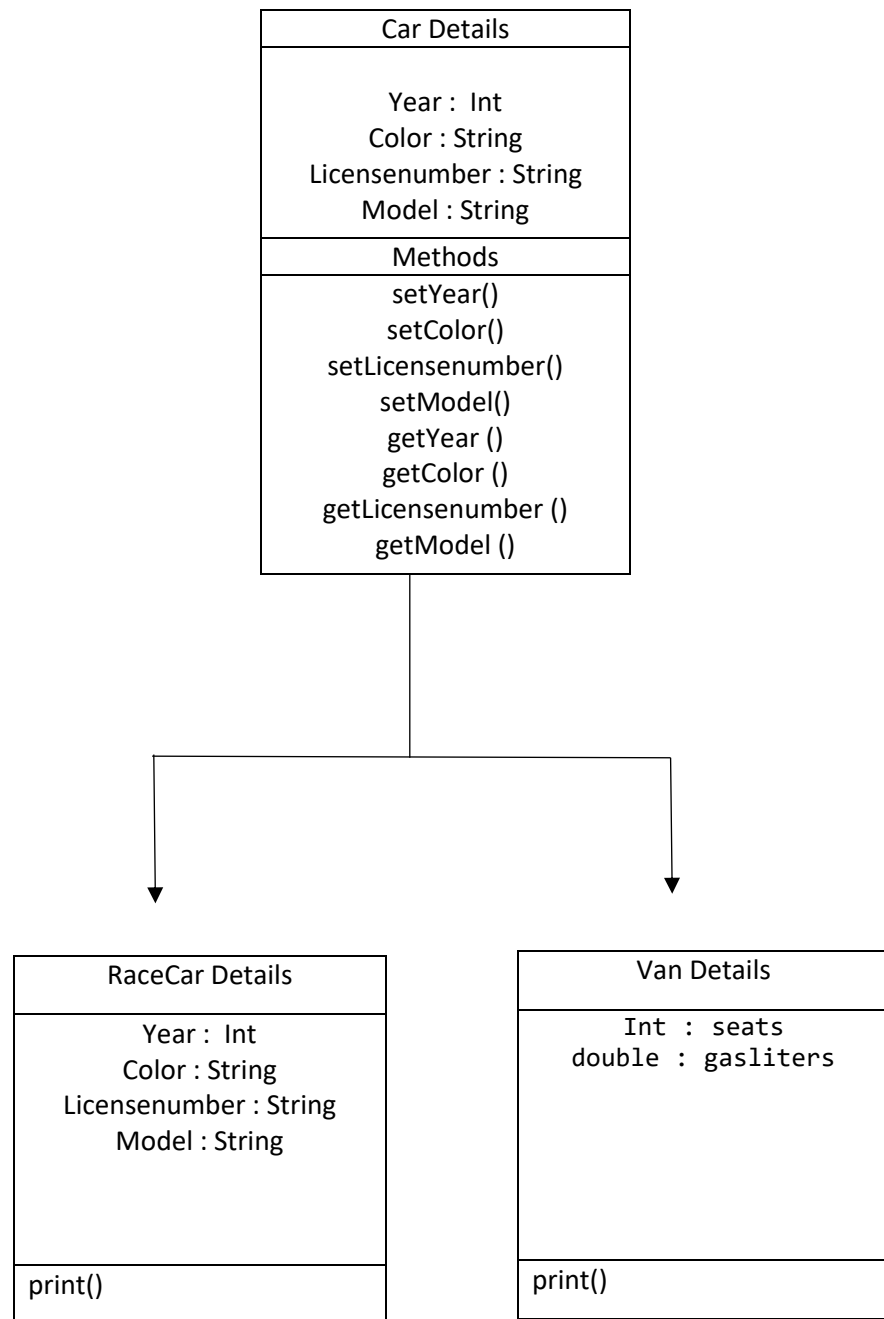 Car Details
Year :  Int
Color : String
Licensenumber : String
Model : String
Methods
setYear()
setColor()
setLicensenumber()
setModel()
getYear ()
getColor ()
getLicensenumber ()
getModel ()
RaceCar Details
Year :  Int
Color : String
Licensenumber : String
Model : String
print()
Van Details
Int : seats
double : gasliters
print()